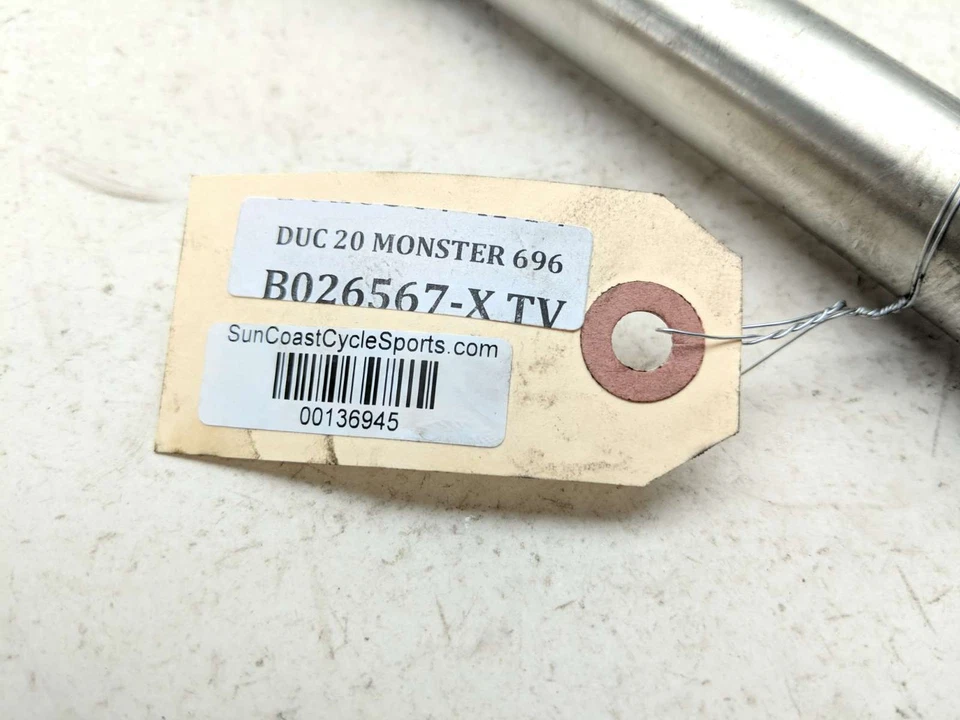 DUC 20 MONSTER 696
B026567-X TV
SunCoastCycleSports.com
00136945